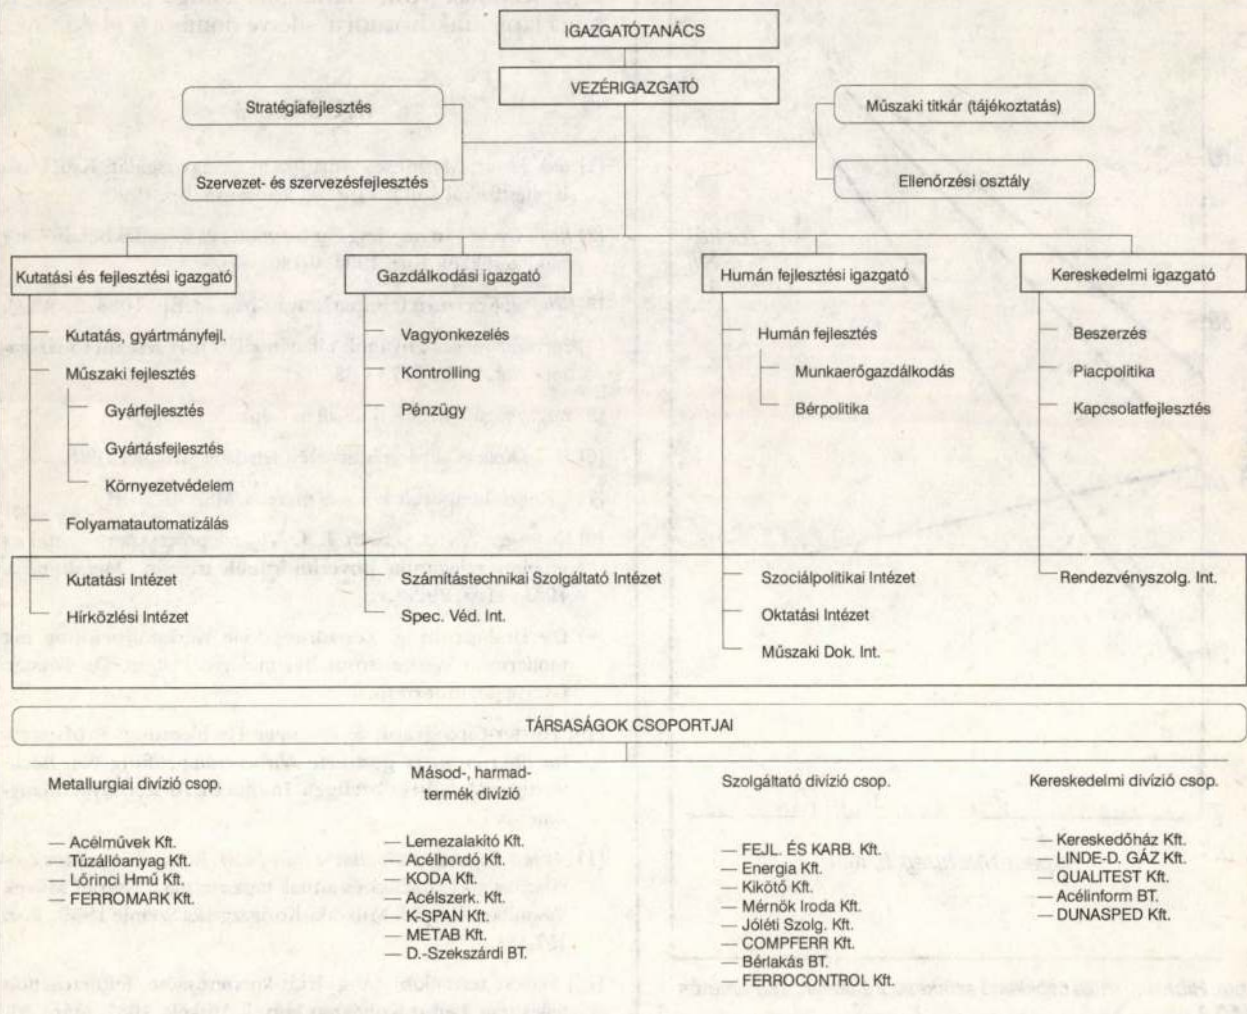 IGAZGATÓTANÁCS
VEZÉRIGAZGATÓ
Stratégiafejlesztés
Műszaki titkár (tájékoztatás)
Szervezet- és szervezésfejlesztés
Ellenőrzési osztály
Kutatási és fejlesztési igazgató
Kutatás, gyártmányfejl.
Műszaki fejlesztés
Gyárfejlesztés
Gyártásfejlesztés
Környezetvédelem
Folyamatautomatizálás
Kutatási Intézet
Hírközlési Intézet
Gazdálkodási igazgató
Vagyonkezelés
Kontrolling
Pénzügy
Számítástechnikai Szolgáltató Intézet
Spec. Véd. Int.
Humán fejlesztési igazgató
Humán fejlesztés
Munkaerőgazdálkodás
Bérpolitika
Szociálpolitikai Intézet
Oktatási Intézet
Műszaki Dok. Int.
Kereskedelmi igazgató
Beszerzés
Piacpolitika
Kapcsolatfejlesztés
Rendezvényszolg. Int.
TÁRSASÁGOK CSOPORTJAI
Metallurgiai divízió csop.
— Acélművek Kft.
— Tűzállóanyag Kft.
— Lőrinci Hmű Kft.
— FERROMARK Kft.
Másod-, harmad-
termék divízió
— Lemezalakító Kft.
— Acélhordó Kft.
— KODA Kft.
— Acélszerk. Kft.
— K-SPAN Kft.
— METAB Kft.
— D.-Szekszárdi BT.
Szolgáltató divízió csop.
— FEJL. ÉS KARB. Kft.
— Energia Kft.
— Kikötő Kft.
— Mérnök Iroda Kft.
— Jóléti Szolg. Kft.
— COMPFERR Kft.
— Bérlakás BT.
— FERROCONTROL Kft.
Kereskedelmi divízió csop.
— Kereskedőház Kft.
— LINDE-D. GÁZ Kft.
— QUALITEST Kft.
— Acélinform BT.
— DUNASPED Kft.